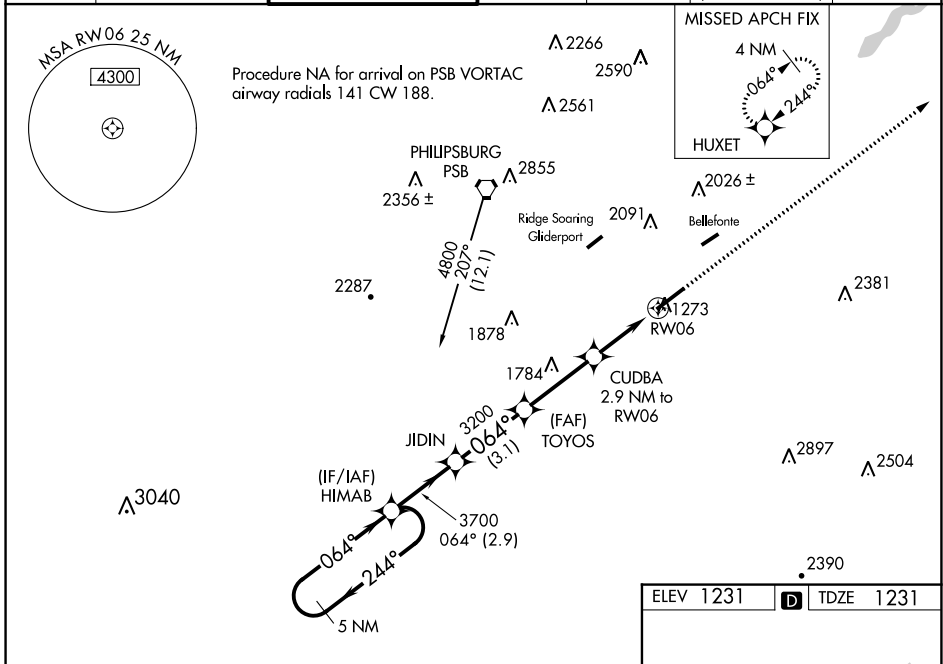 MSA RW06 25 NM
4300
Procedure NA for arrival on PSB VORTAC
airway radials 141 CW 188.
2266
2590
2561
MISSED APCH FIX
4 NM
064°
244°
HUXET
PHILIPSBURG
PSB
2855
2356 ±
2026 ±
Ridge Soaring
Gliderport
2091
Bellefonte
4800
207°
(12.1)
2287
2381
1878
1273
RW06
1784
CUDBA
2.9 NM to
RW06
(FAF)
TOYOS
3200
064°
(3.1)
JIDIN
(IF/IAF)
HIMAB
2897
2504
3040
3700
064° (2.9)
064°
244°
5 NM
2390
ELEV 1231
D
TDZE 1231